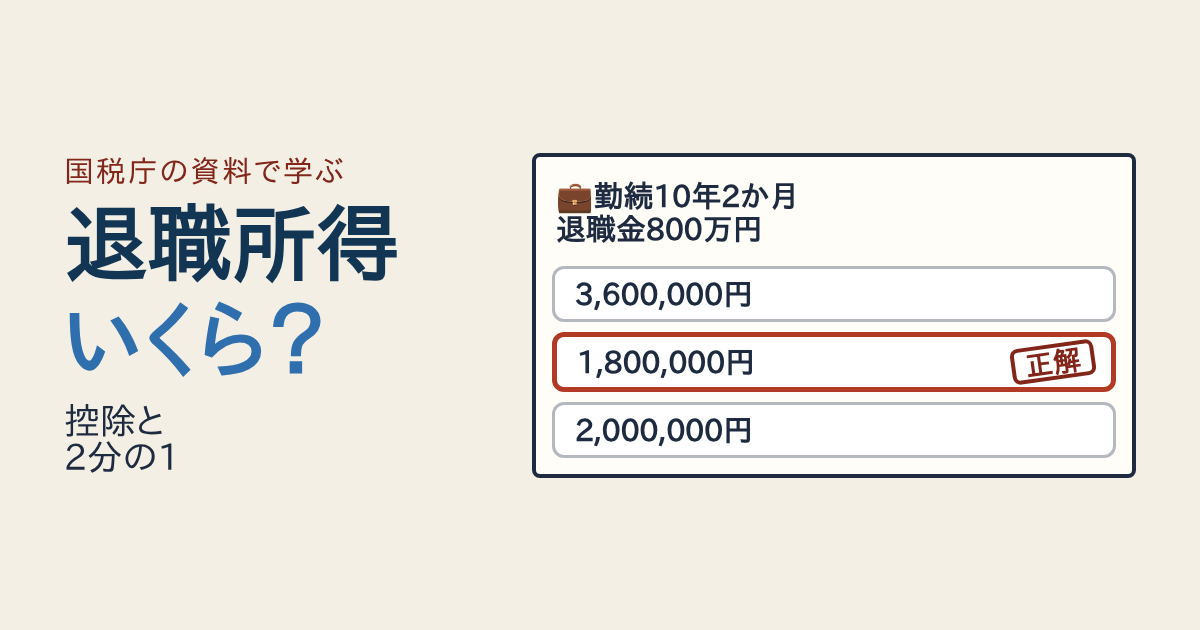 国税庁の資料で学ぶ
退職所得
いくら？
控除と
2分の1
💼勤続10年2か月
退職金800万円
3,600,000円
1,800,000円
正解
2,000,000円